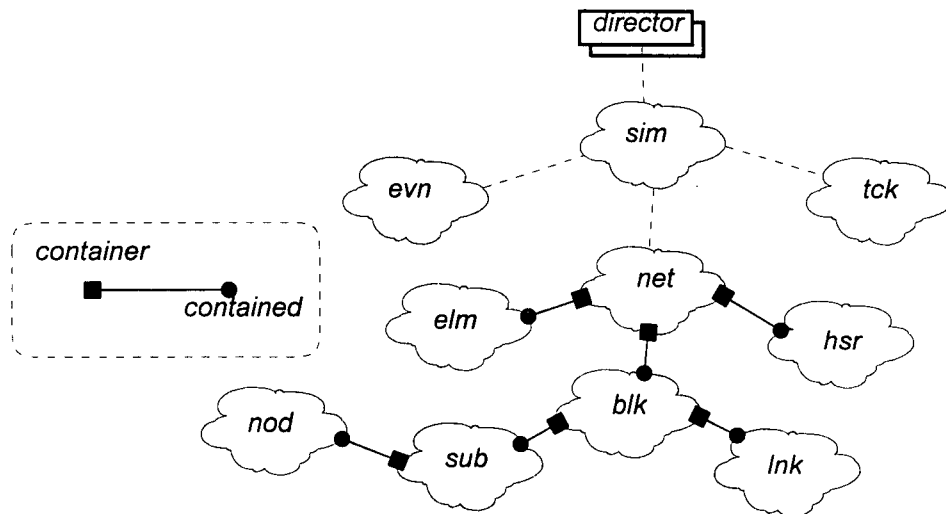 director
sim
evn
tck
container
contained
net
elm
hsr
blk
nod
sub
lnk